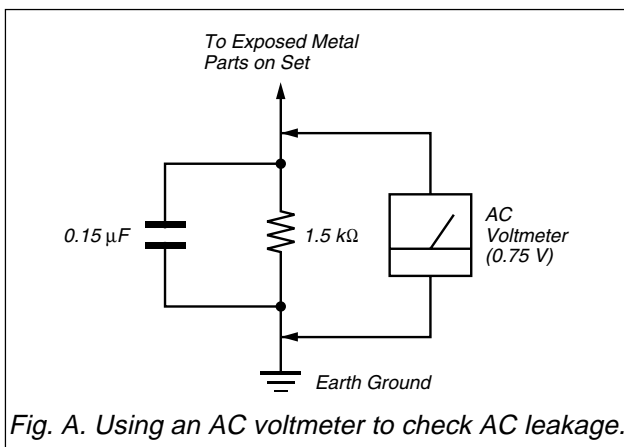 To Exposed Metal
Parts on Set
0.15 µF
1.5 kΩ
AC
Voltmeter
(0.75 V)
Earth Ground
Fig. A. Using an AC voltmeter to check AC leakage.